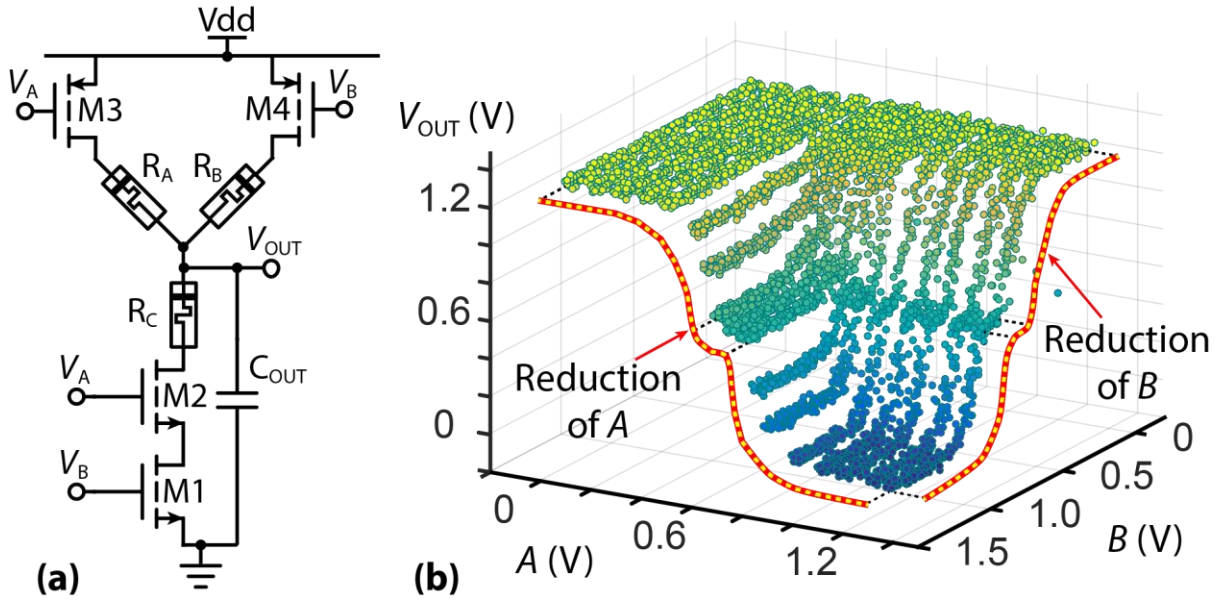 Vdd
V_A
M3
M4
V_B
R_A
R_B
V_OUT
R_C
V_A
M2
C_OUT
V_B
M1
(a)
V_OUT (V)
1.2
0.6
0
0
0.6
1.2
A (V)
1.5
1.0
0.5
0
B (V)
Reduction
of A
Reduction
of B
(b)